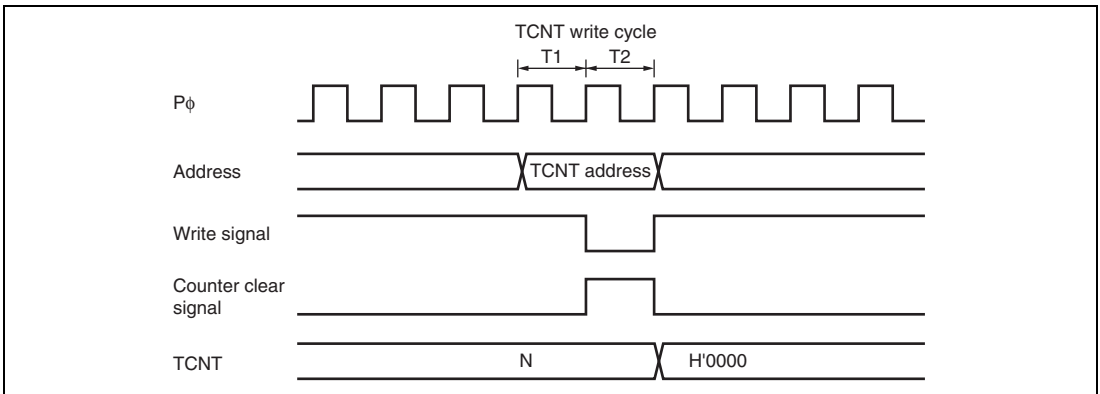 TCNT write cycle
T1 T2
Pϕ
Address
TCNT address
Write signal
Counter clear
signal
TCNT
N
H'0000